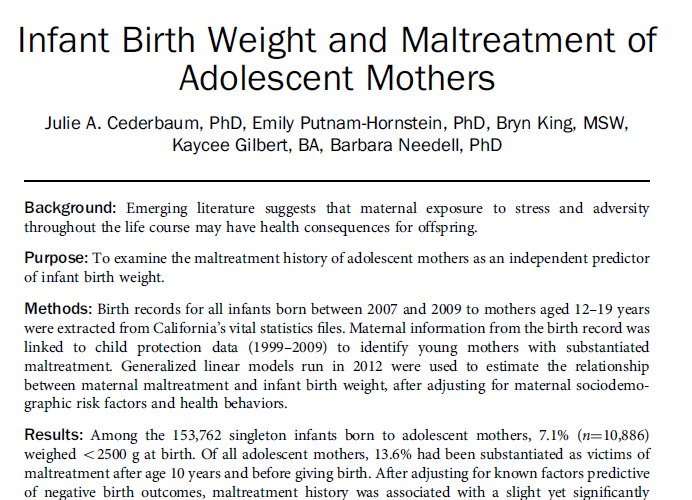 Infant Birth Weight and Maltreatment of
Adolescent Mothers
Julie A. Cederbaum, PhD, Emily Putnam-Hornstein, PhD, Bryn King, MSW,
Kaycee Gilbert, BA, Barbara Needell, PhD
Background: Emerging literature suggests that maternal exposure to stress and adversity
throughout the life course may have health consequences for offspring.
Purpose: To examine the maltreatment history of adolescent mothers as an independent predictor
of infant birth weight.
Methods: Birth records for all infants born between 2007 and 2009 to mothers aged 12–19 years
were extracted from California's vital statistics files. Maternal information from the birth record was
linked to child protection data (1999–2009) to identify young mothers with substantiated
maltreatment. Generalized linear models run in 2012 were used to estimate the relationship
between maternal maltreatment and infant birth weight, after adjusting for maternal sociodemo-
graphic risk factors and health behaviors.
Results: Among the 153,762 singleton infants born to adolescent mothers, 7.1% (n=10,886)
weighed <2500 g at birth. Of all adolescent mothers, 13.6% had been substantiated as victims of
maltreatment after age 10 years and before giving birth. After adjusting for known factors predictive
of negative birth outcomes, maltreatment history was associated with a slight yet significantly